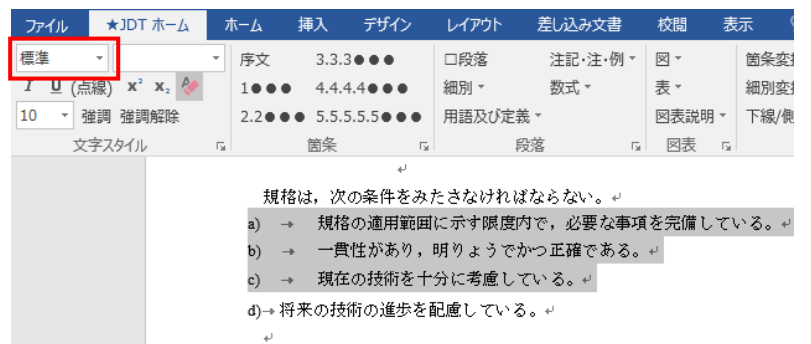 ファイル ★JDT ホーム ホーム 挿入 デザイン レイアウト 差し込み文書 校閲 表示
標準 序文 3.3.3●●● 口段落 注記・注・例 図 箇条変
I U (点線) x² x₂ 1●●● 4.4.4.4●●● 細別 数式 表 細別変
10 強調 強調解除 2.2●●● 5.5.5.5.5●●● 用語及び定義 図表説明 下線/側
文字スタイル 箇条 段落 図表
規格は，次の条件をみたさなければならない。
a) → 規格の適用範囲に示す限度内で，必要な事項を完備している。
b) → 一貫性があり，明りょうでかつ正確である。
c) → 現在の技術を十分に考慮している。
d)→将来の技術の進歩を配慮している。